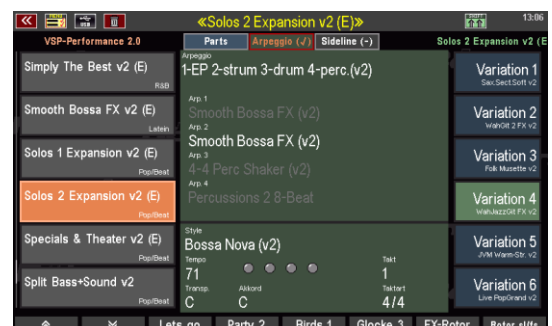 «Solos 2 Expansion v2 (E)»
13:06
VSP-Performance 2.0
Parts
Arpeggio (√)
Sideline (-)
Solos 2 Expansion v2 (E
Simply The Best v2 (E)
R&B
Smooth Bossa FX v2 (E)
Latein
Solos 1 Expansion v2 (E)
Pop/Beat
Solos 2 Expansion v2 (E)
Pop/Beat
Specials & Theater v2 (E)
Pop/Beat
Split Bass+Sound v2
Pop/Beat
Arpeggio
1-EP 2-strum 3-drum 4-perc.(v2)
Arp. 1
Smooth Bossa FX (v2)
Arp. 2
Smooth Bossa FX (v2)
Arp. 3
4-4 Perc Shaker (v2)
Arp. 4
Percussions 2 8-Beat
Style
Bossa Nova (v2)
Tempo
71
Takt
1
Transp.
C
Akkord
C
Taktart
4/4
Variation 1
Sax.Sect.Soft v2
Variation 2
WahGit 2 FX v2
Variation 3
Folk Musette v2
Variation 4
WahJazzGit FX v2
Variation 5
JVM Warm-Str. v2
Variation 6
Live PopGrand v2
Lets go
Party 2
Birds 1
Glocke 3
FX-Rotor
Rotor sl/fs